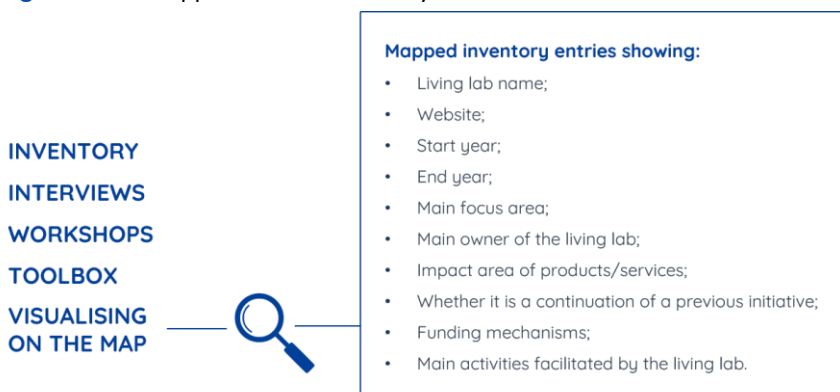 INVENTORY
INTERVIEWS
WORKSHOPS
TOOLBOX
VISUALISING
ON THE MAP
Mapped inventory entries showing:
• Living lab name;
• Website;
• Start year;
• End year;
• Main focus area;
• Main owner of the living lab;
• Impact area of products/services;
• Whether it is a continuation of a previous initiative;
• Funding mechanisms;
• Main activities facilitated by the living lab.